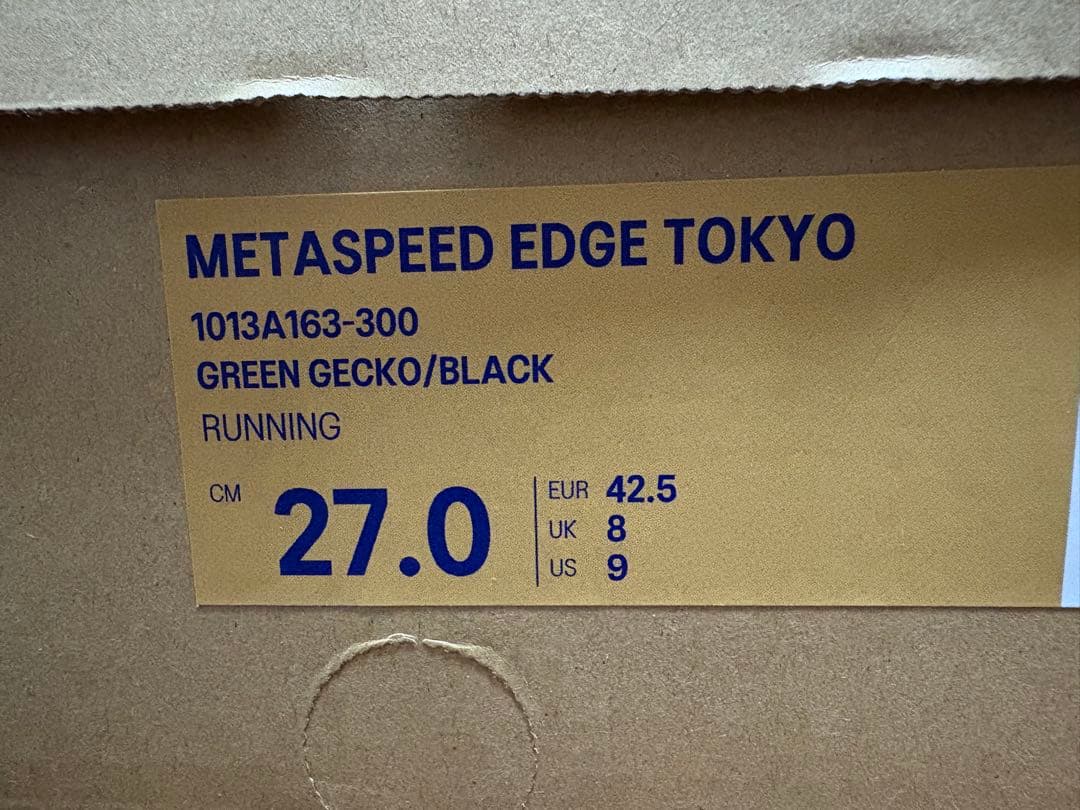 METASPEED EDGE TOKYO
1013A163-300
GREEN GECKO/BLACK
RUNNING
CM 27.0
EUR 42.5
UK 8
US 9